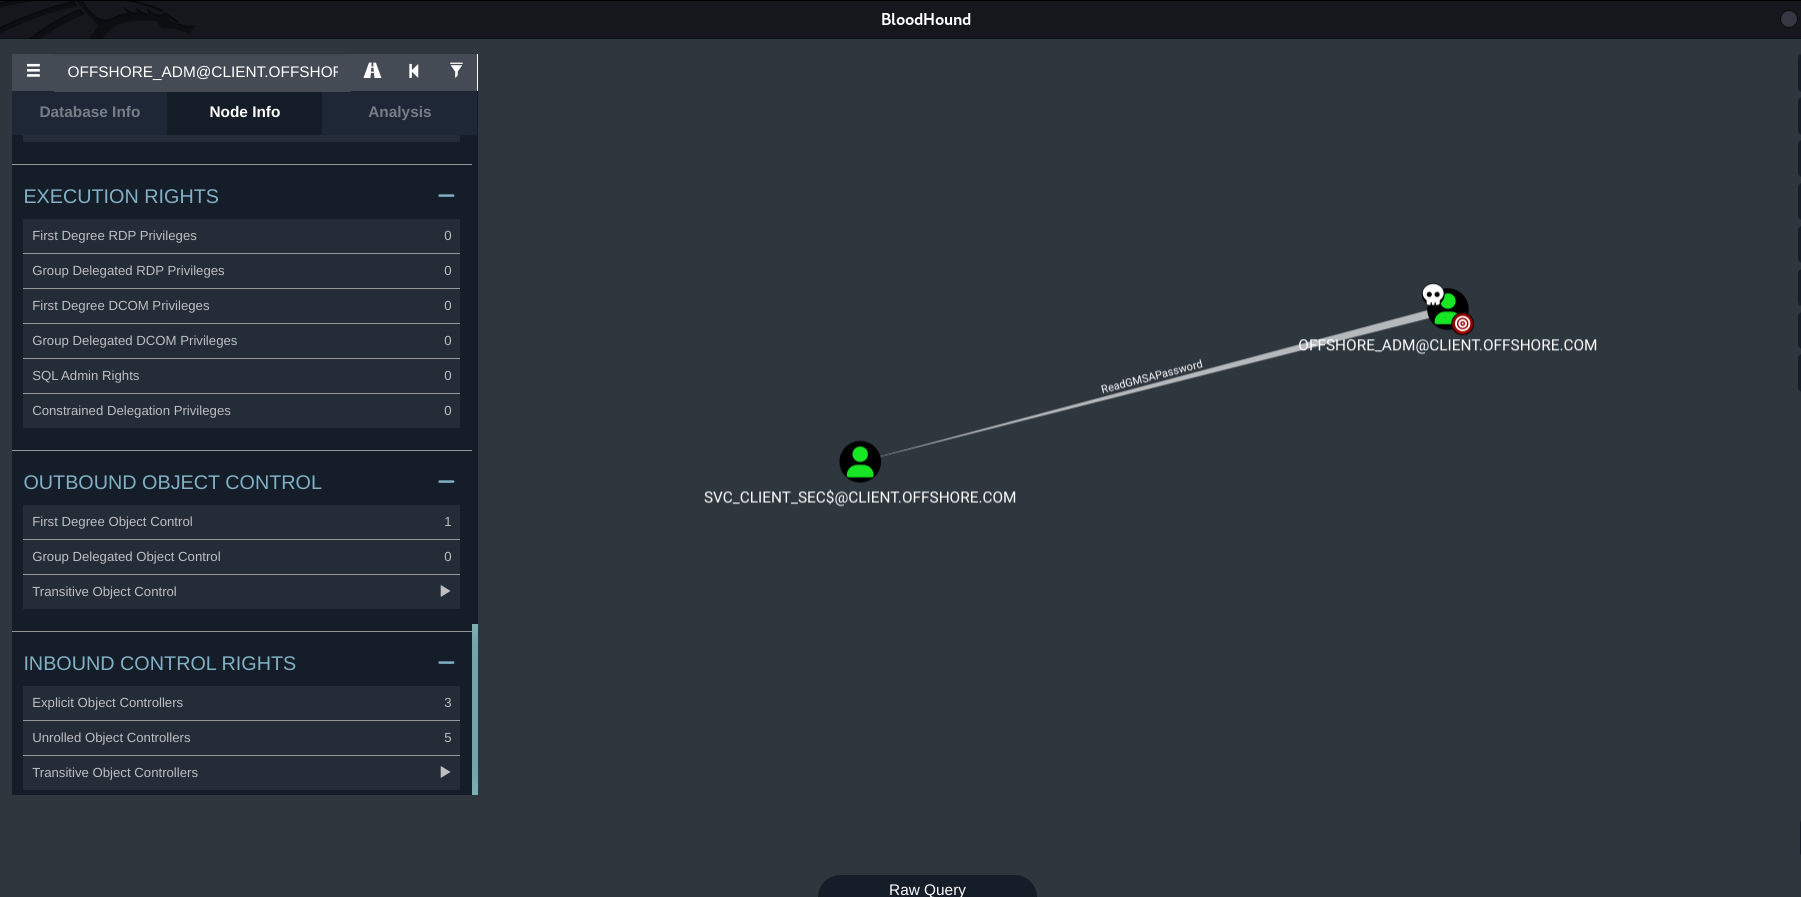 BloodHound
OFFSHORE_ADM@CLIENT.OFFSHOR
Database Info
Node Info
Analysis
EXECUTION RIGHTS
First Degree RDP Privileges 0
Group Delegated RDP Privileges 0
First Degree DCOM Privileges 0
Group Delegated DCOM Privileges 0
SQL Admin Rights 0
Constrained Delegation Privileges 0
OUTBOUND OBJECT CONTROL
First Degree Object Control 1
Group Delegated Object Control 0
Transitive Object Control
INBOUND CONTROL RIGHTS
Explicit Object Controllers 3
Unrolled Object Controllers 5
Transitive Object Controllers
OFFSHORE_ADM@CLIENT.OFFSHORE.COM
ReadGMSAPassword
SVC_CLIENT_SEC$@CLIENT.OFFSHORE.COM
Raw Query